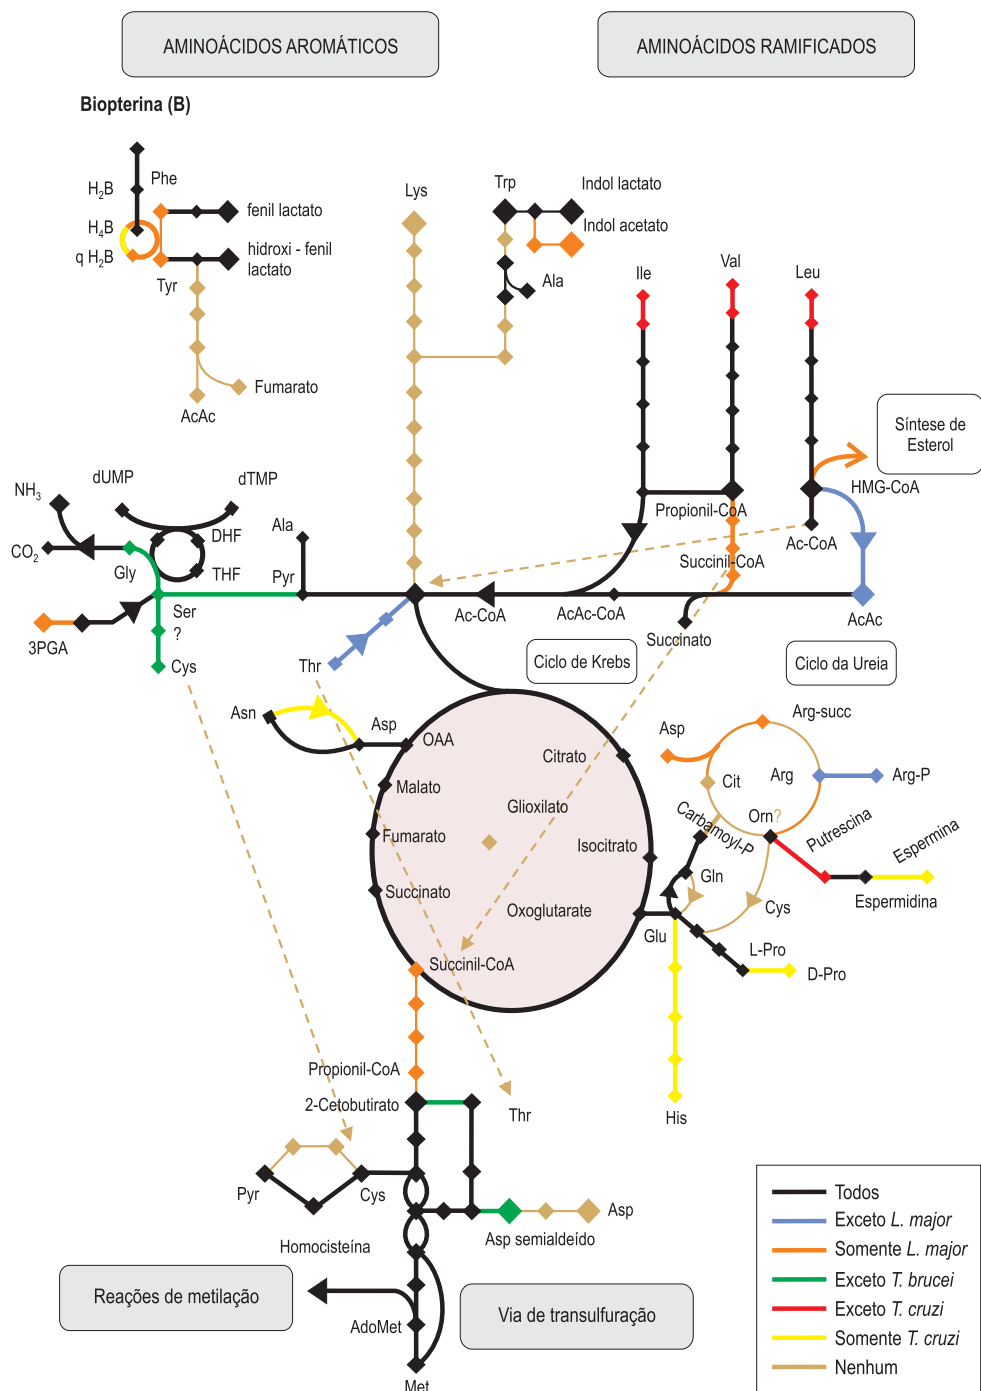 AMINOÁCIDOS AROMÁTICOS
AMINOÁCIDOS RAMIFICADOS
Biopterina (B)
Phe
H2B
H4B
q H2B
fenil lactato
hidroxi - fenil
lactato
Tyr
Fumarato
AcAc
Lys
Trp
Indol lactato
Indol acetato
Ala
Ile
Val
Leu
Síntese de
Esterol
HMG-CoA
Propionil-CoA
Ac-CoA
Succinil-CoA
NH3
dUMP
dTMP
DHF
THF
CO2
Gly
Ala
Pyr
Ser
?
3PGA
Cys
Ac-CoA
AcAc-CoA
AcAc
Succinato
Thr
Ciclo de Krebs
Ciclo da Ureia
Asn
Asp
OAA
Citrato
Malato
Glioxilato
Fumarato
Isocitrato
Succinato
Oxoglutarate
Succinil-CoA
Arg-succ
Asp
Cit
Arg
Arg-P
Orn?
Carbamoyl-P
Putrescina
Espermina
Espermidina
Gln
Cys
Glu
L-Pro
D-Pro
His
Propionil-CoA
2-Cetobutirato
Thr
Pyr
Cys
Asp
Asp semialdeído
Homocisteína
Reações de metilação
Via de transulfuração
AdoMet
Met
Todos
Exceto L. major
Somente L. major
Exceto T. brucei
Exceto T. cruzi
Somente T. cruzi
Nenhum